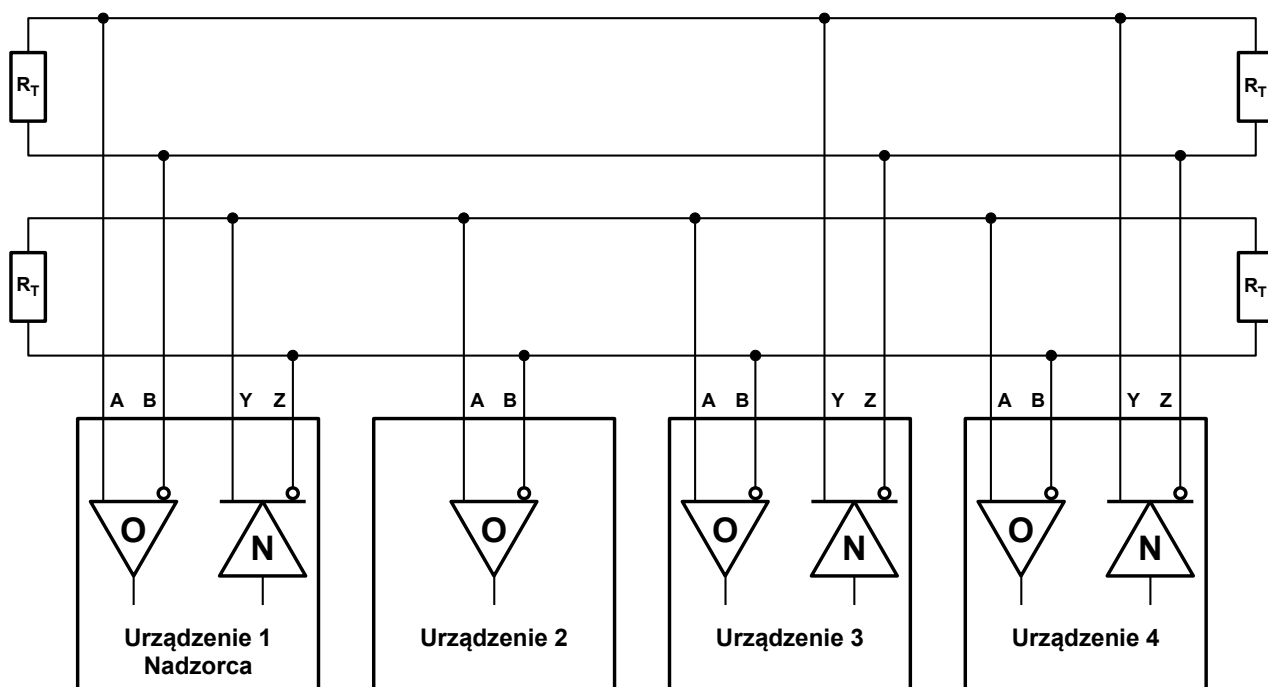 RT RT
RT RT
A B Y Z A B A B Y Z A B Y Z
O N O O N O N
Urządzenie 1 Urządzenie 2 Urządzenie 3 Urządzenie 4
Nadzorca